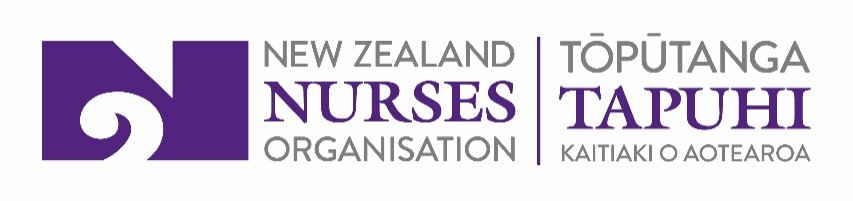 NEW ZEALAND
NURSES
ORGANISATION
TŌPŪTANGA
TAPUHI
KAITIAKI O AOTEAROA